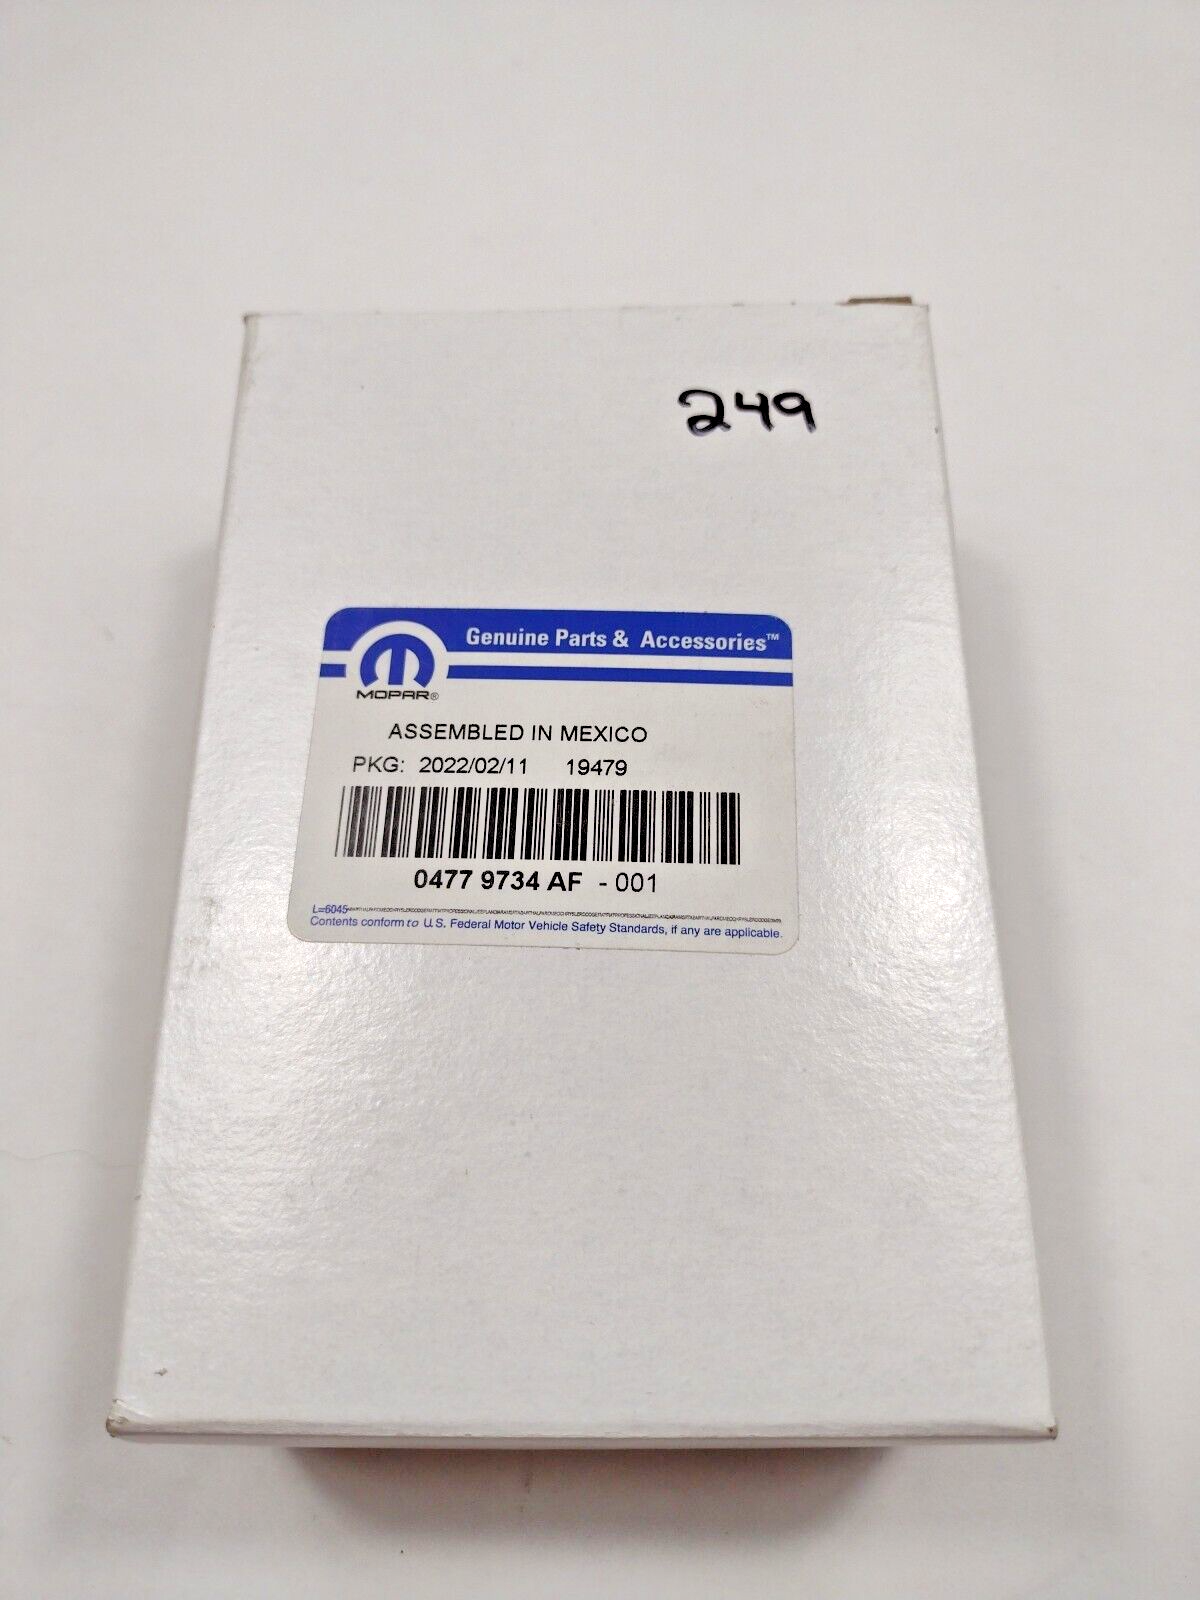 249
Genuine Parts & Accessories™
MOPAR®
ASSEMBLED IN MEXICO
PKG: 2022/02/11 19479
0477 9734 AF - 001
L=6045
Contents conform to U.S. Federal Motor Vehicle Safety Standards, if any are applicable.